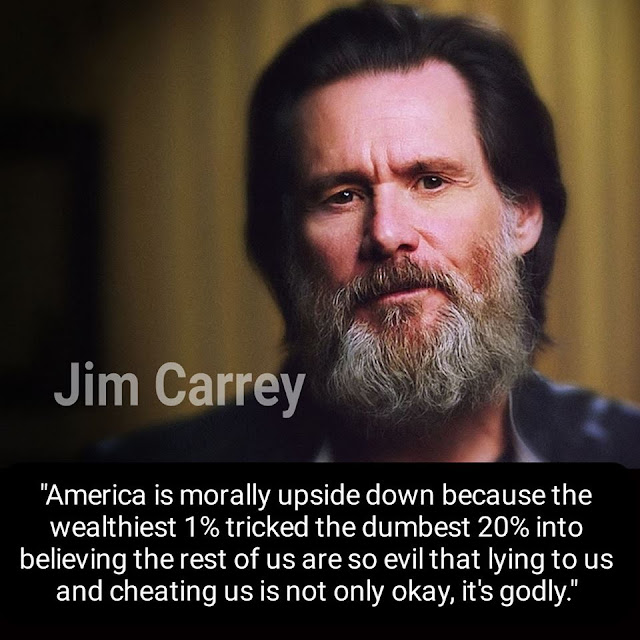 Jim Carrey
"America is morally upside down because the
wealthiest 1% tricked the dumbest 20% into
believing the rest of us are so evil that lying to us
and cheating us is not only okay, it's godly."